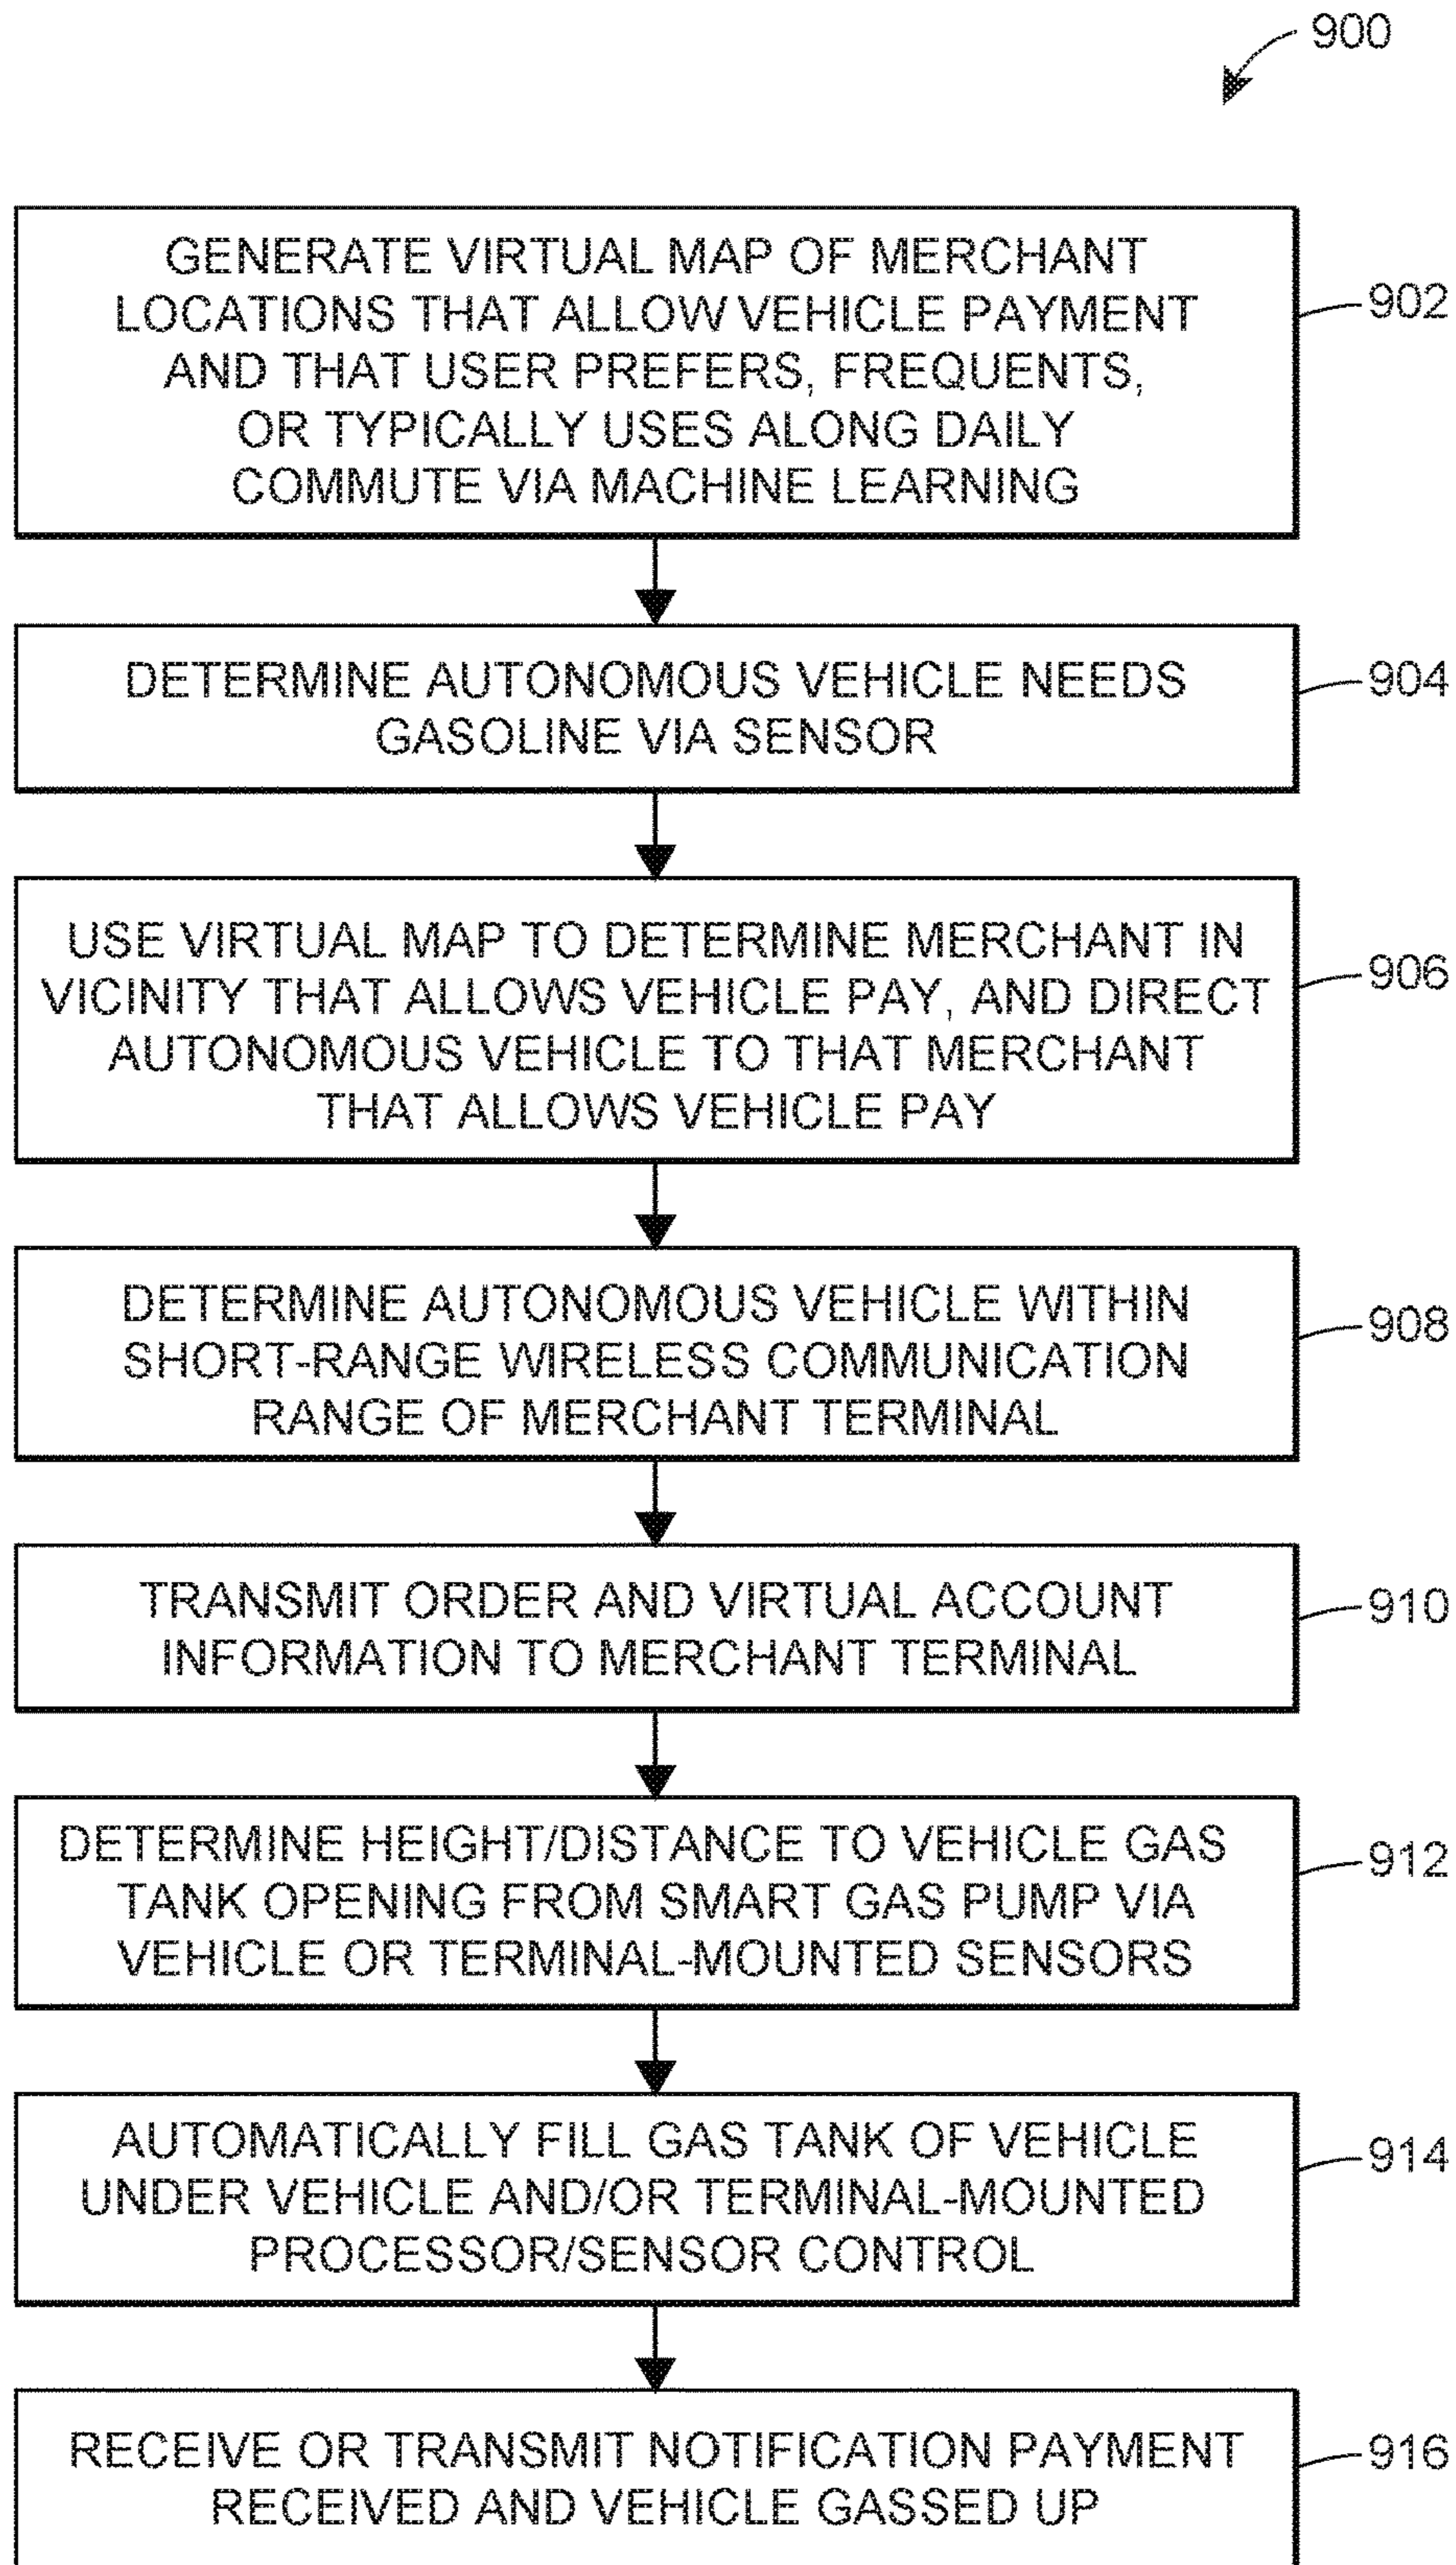 900
GENERATE VIRTUAL MAP OF MERCHANT
LOCATIONS THAT ALLOW VEHICLE PAYMENT
AND THAT USER PREFERS, FREQUENTS,
OR TYPICALLY USES ALONG DAILY
COMMUTE VIA MACHINE LEARNING
902
DETERMINE AUTONOMOUS VEHICLE NEEDS
GASOLINE VIA SENSOR
904
USE VIRTUAL MAP TO DETERMINE MERCHANT IN
VICINITY THAT ALLOWS VEHICLE PAY, AND DIRECT
AUTONOMOUS VEHICLE TO THAT MERCHANT
THAT ALLOWS VEHICLE PAY
906
DETERMINE AUTONOMOUS VEHICLE WITHIN
SHORT-RANGE WIRELESS COMMUNICATION
RANGE OF MERCHANT TERMINAL
908
TRANSMIT ORDER AND VIRTUAL ACCOUNT
INFORMATION TO MERCHANT TERMINAL
910
DETERMINE HEIGHT/DISTANCE TO VEHICLE GAS
TANK OPENING FROM SMART GAS PUMP VIA
VEHICLE OR TERMINAL-MOUNTED SENSORS
912
AUTOMATICALLY FILL GAS TANK OF VEHICLE
UNDER VEHICLE AND/OR TERMINAL-MOUNTED
PROCESSOR/SENSOR CONTROL
914
RECEIVE OR TRANSMIT NOTIFICATION PAYMENT
RECEIVED AND VEHICLE GASSED UP
916